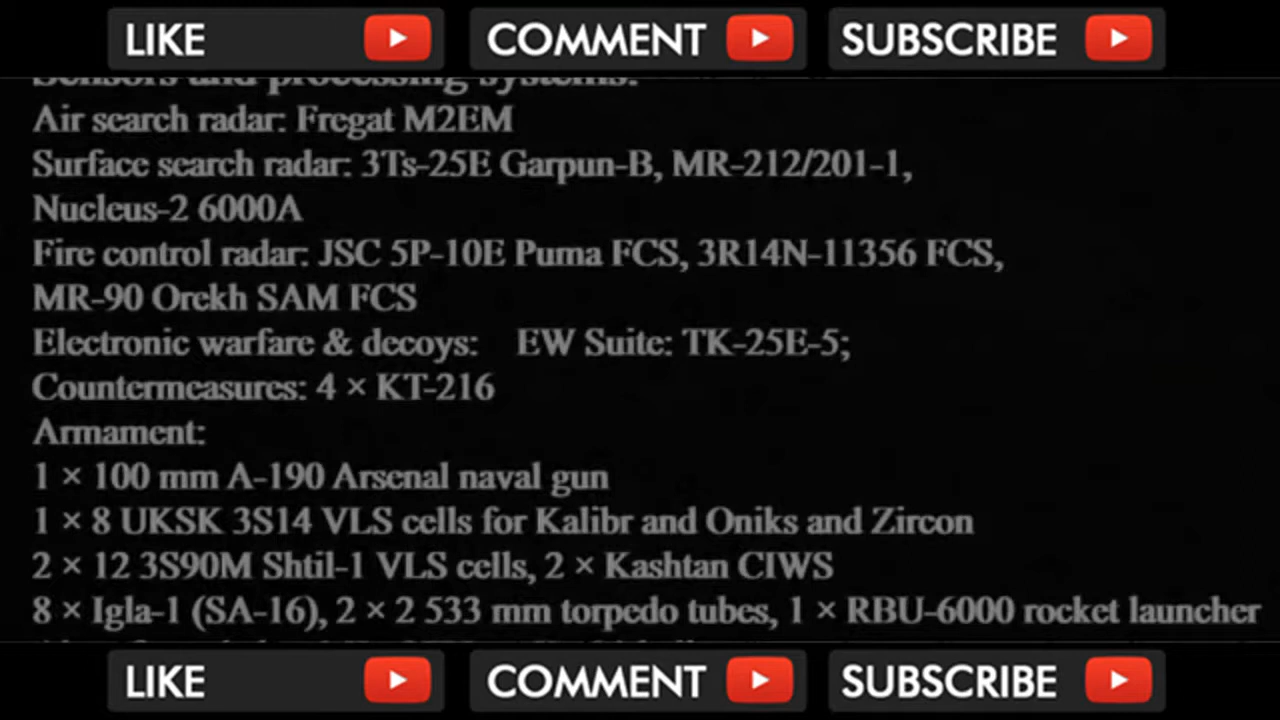 LIKE COMMENT SUBSCRIBE
Sensors and processing systems:
Air search radar: Fregat M2EM
Surface search radar: 3Ts-25E Garpun-B, MR-212/201-1,
Nucleus-2 6000A
Fire control radar: JSC 5P-10E Puma FCS, 3R14N-11356 FCS,
MR-90 Orekh SAM FCS
Electronic warfare & decoys: EW Suite: TK-25E-5;
Countermeasures: 4 × KT-216
Armament:
1 × 100 mm A-190 Arsenal naval gun
1 × 8 UKSK 3S14 VLS cells for Kalibr and Oniks and Zircon
2 × 12 3S90M Shtil-1 VLS cells, 2 × Kashtan CIWS
8 × Igla-1 (SA-16), 2 × 2 533 mm torpedo tubes, 1 × RBU-6000 rocket launcher
LIKE COMMENT SUBSCRIBE